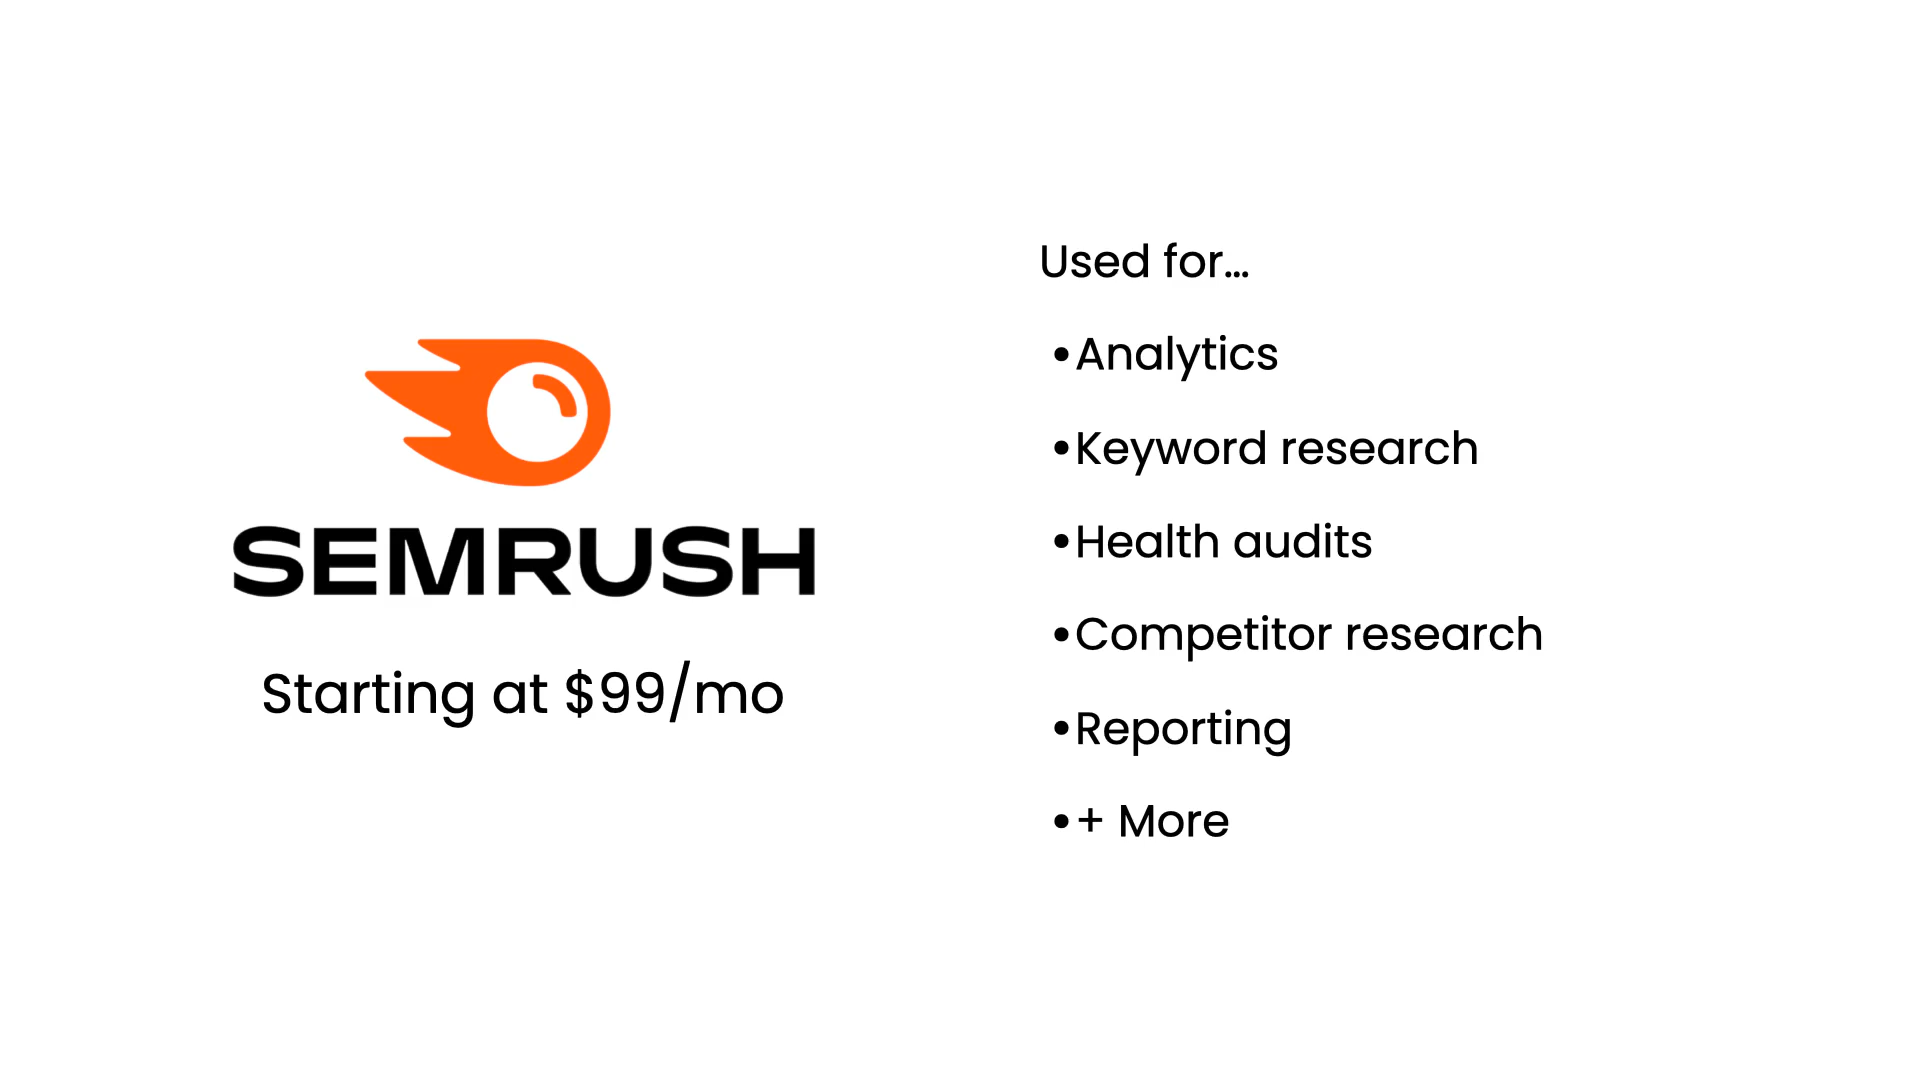 SEMRUSH
Starting at $99/mo
Used for...
•Analytics
•Keyword research
•Health audits
•Competitor research
•Reporting
•+ More